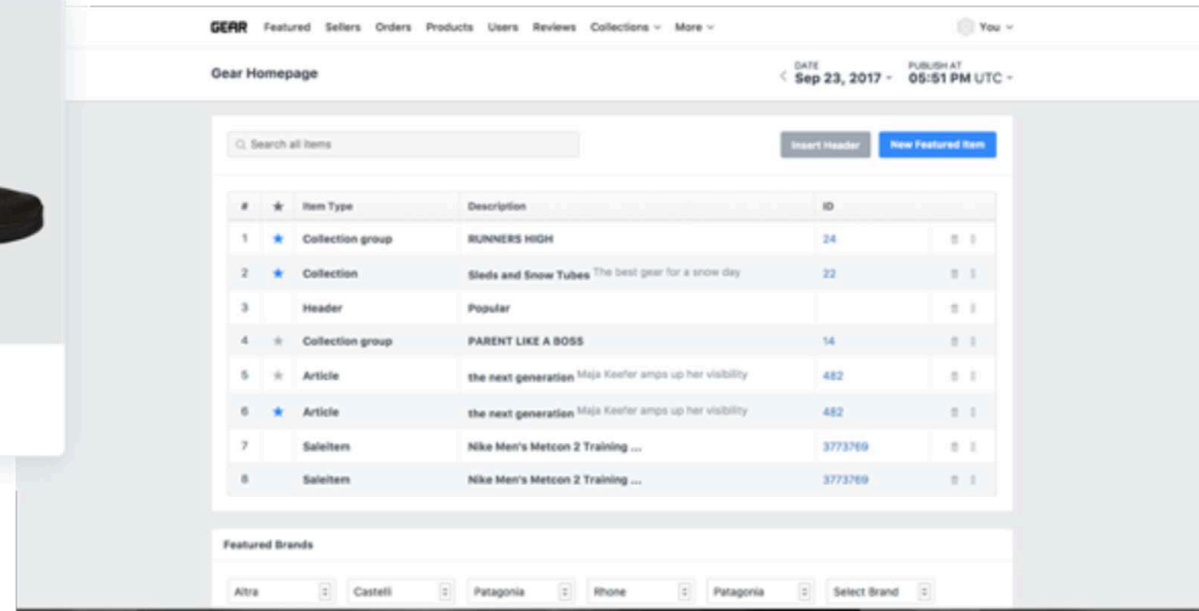 GEAR Featured Sellers Orders Products Users Reviews Collections More You
Gear Homepage
DATE
Sep 23, 2017
PUBLISH AT
05:51 PM UTC
Search all items
Insert Header
New Featured Item
# ★ Item Type Description ID
1 ★ Collection group RUNNERS HIGH 24
2 ★ Collection Sleds and Snow Tubes The best gear for a snow day 22
3 Header Popular
4 ★ Collection group PARENT LIKE A BOSS 14
5 ★ Article the next generation Maja Keefer amps up her visibility 482
6 ★ Article the next generation Maja Keefer amps up her visibility 482
7 SaleItem Nike Men's Metcon 2 Training ... 3773769
8 SaleItem Nike Men's Metcon 2 Training ... 3773769
Featured Brands
Altra Castelli Patagonia Rhone Patagonia Select Brand